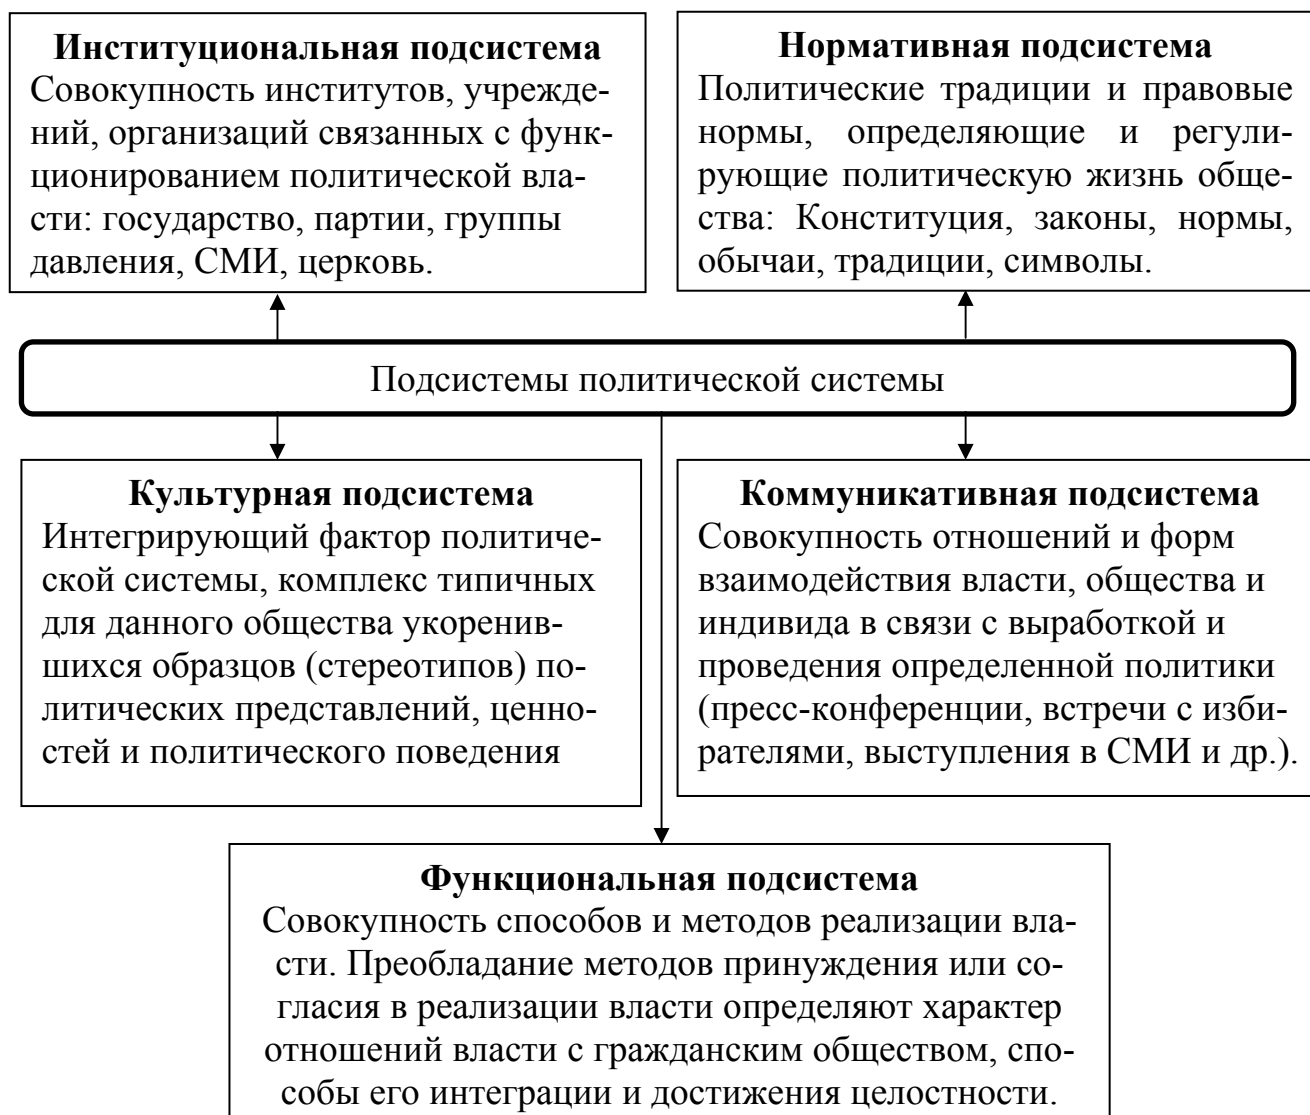 Институциональная подсистема
Совокупность институтов, учрежде-
ний, организаций связанных с функ-
ционированием политической вла-
сти: государство, партии, группы
давления, СМИ, церковь.
Нормативная подсистема
Политические традиции и правовые
нормы, определяющие и регули-
рующие политическую жизнь обще-
ства: Конституция, законы, нормы,
обычаи, традиции, символы.
Подсистемы политической системы
Культурная подсистема
Интегрирующий фактор политиче-
ской системы, комплекс типичных
для данного общества укоренив-
шихся образцов (стереотипов) по-
литических представлений, ценно-
стей и политического поведения
Коммуникативная подсистема
Совокупность отношений и форм
взаимодействия власти, общества и
индивида в связи с выработкой и
проведения определенной политики
(пресс-конференции, встречи с изби-
рателями, выступления в СМИ и др.).
Функциональная подсистема
Совокупность способов и методов реализации вла-
сти. Преобладание методов принуждения или со-
гласия в реализации власти определяют характер
отношений власти с гражданским обществом, спо-
собы его интеграции и достижения целостности.